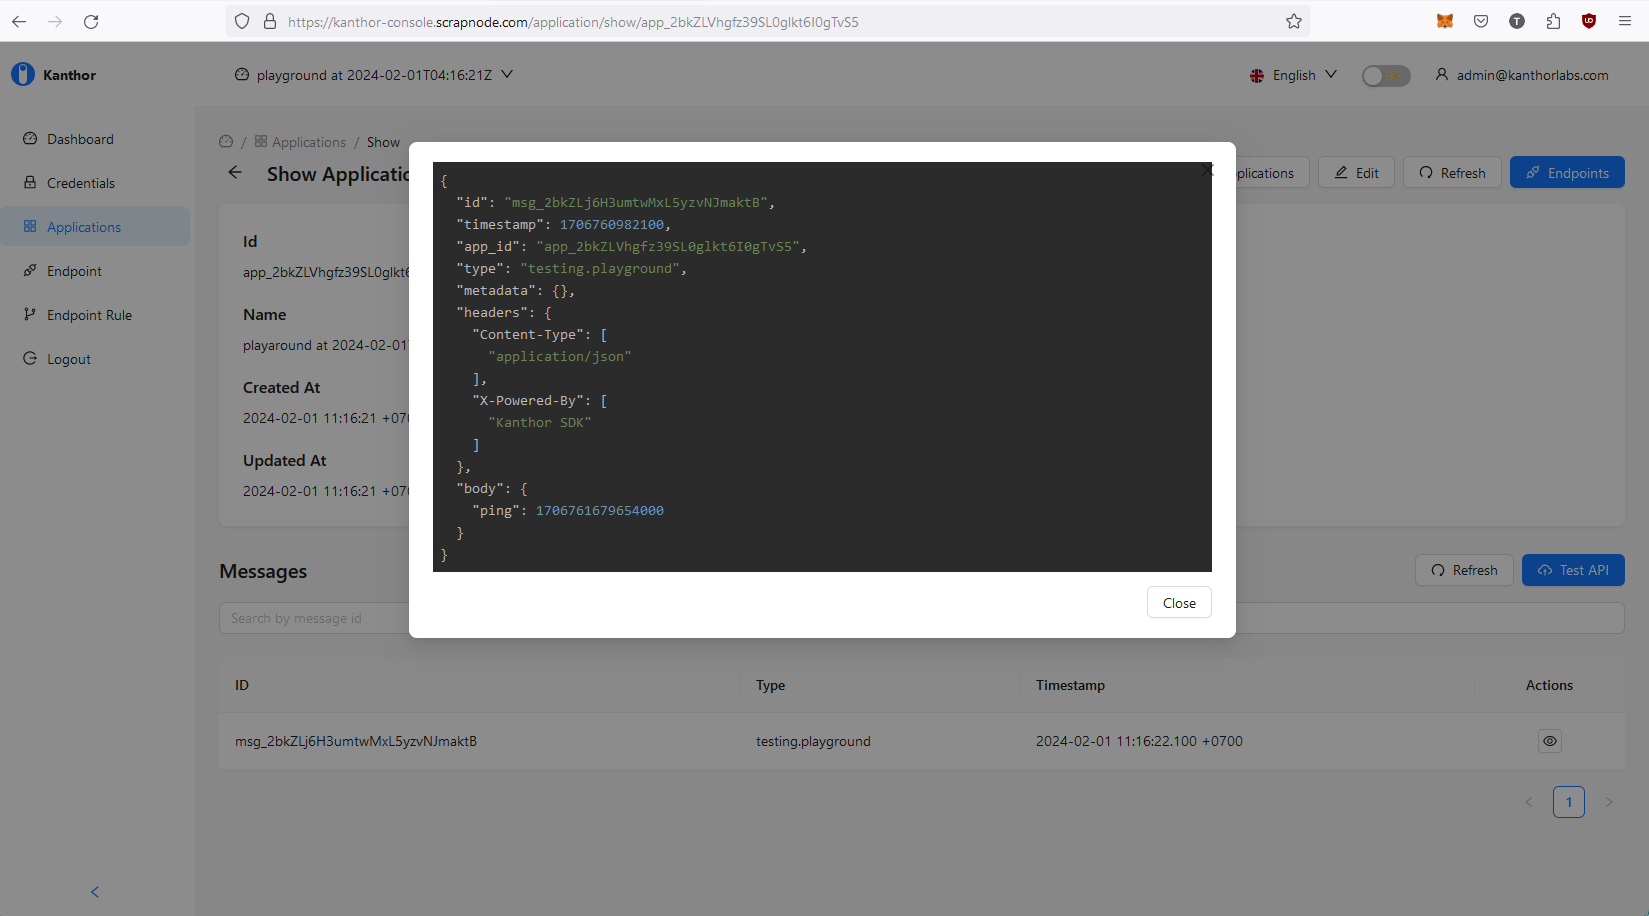 https://kanthor-console.scrapnode.com/application/show/app_2bkZLVhgfz39SL0glkt6I0gTvS5
Kanthor
playground at 2024-02-01T04:16:21Z
English
admin@kanthorlabs.com
Dashboard
Credentials
Applications
Endpoint
Endpoint Rule
Logout
/ Applications / Show
Show Applicatio
plications
Edit
Refresh
Endpoints
Id
app_2bkZLVhgfz39SL0glkt6
Name
playaround at 2024-02-01
Created At
2024-02-01 11:16:21 +070
Updated At
2024-02-01 11:16:21 +070
{
"id": "msg_2bkZLj6H3umtwMxL5yzvNJmaktB",
"timestamp": 1706760982100,
"app_id": "app_2bkZLVhgfz39SL0glkt6I0gTvS5",
"type": "testing.playground",
"metadata": {},
"headers": {
"Content-Type": [
"application/json"
],
"X-Powered-By": [
"Kanthor SDK"
]
},
"body": {
"ping": 1706761679654000
}
}
Close
Messages
Refresh
Test API
Search by message id
ID Type Timestamp Actions
msg_2bkZLj6H3umtwMxL5yzvNJmaktB testing.playground 2024-02-01 11:16:22.100 +0700
1